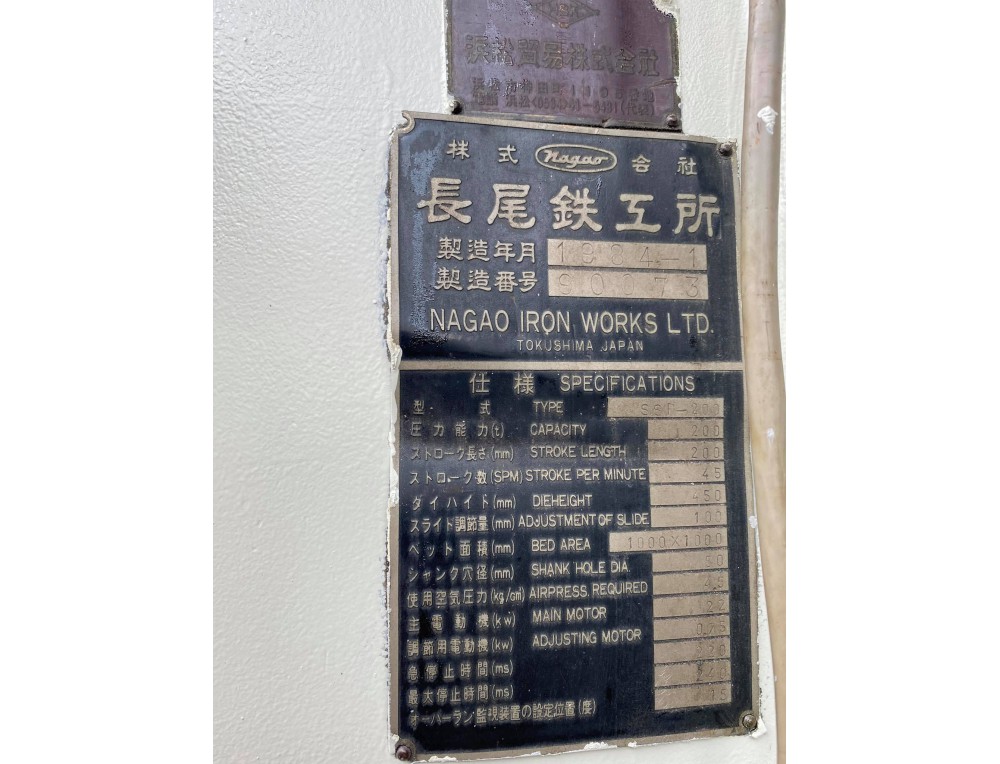 浜松貿易株式会社
株式 Nagao 会社
長尾鉄工所
製造年月 1984-1
製造番号 90073
NAGAO IRON WORKS LTD.
TOKUSHIMA JAPAN
仕様 SPECIFICATIONS
型式 TYPE
圧力能力(t) CAPACITY 200
ストローク長さ(mm) STROKE LENGTH 200
ストローク数(SPM) STROKE PER MINUTE 45
ダイハイド(mm) DIEHEIGHT 450
スライド調節量(mm) ADJUSTMENT OF SLIDE 100
ベット面積(mm) BED AREA 1000×1000
シャンク穴径(mm) SHANK HOLE DIA. 50
使用空気圧力(kg/cm²) AIRPRESS. REQUIRED 4.5
主電動機(kw) MAIN MOTOR 22
調節用電動機(kw) ADJUSTING MOTOR
急停止時間(ms)
最大停止時間(ms)
オーバーラン監視装置の設定位置(度) 15